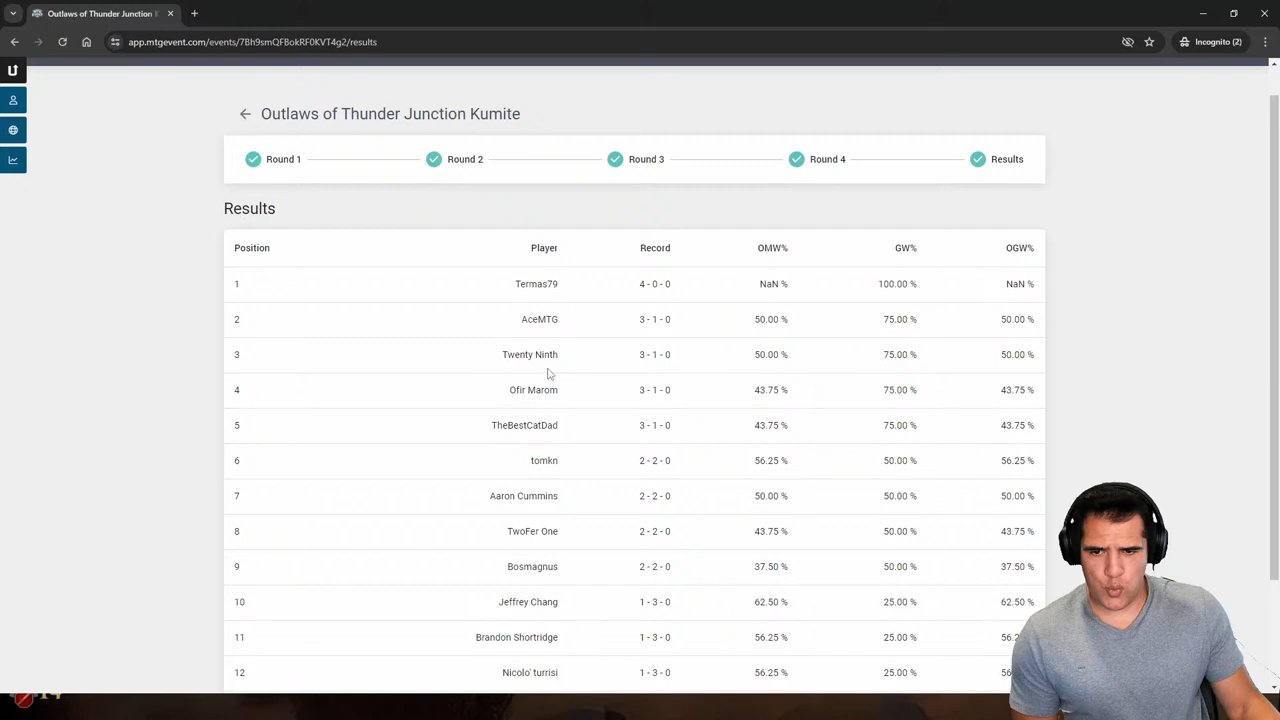 Outlaws of Thunder Junction K
app.mtgevent.com/events/7Bh9smQFBokRF0KVT4g2/results
Incognito (2)
Outlaws of Thunder Junction Kumite
Round 1 Round 2 Round 3 Round 4 Results
Results
Position Player Record OMW% GW% OGW%
1 Termas79 4 - 0 - 0 NaN % 100.00 % NaN %
2 AceMTG 3 - 1 - 0 50.00 % 75.00 % 50.00 %
3 Twenty Ninth 3 - 1 - 0 50.00 % 75.00 % 50.00 %
4 Ofir Marom 3 - 1 - 0 43.75 % 75.00 % 43.75 %
5 TheBestCatDad 3 - 1 - 0 43.75 % 75.00 % 43.75 %
6 tomkn 2 - 2 - 0 56.25 % 50.00 % 56.25 %
7 Aaron Cummins 2 - 2 - 0 50.00 % 50.00 % 50.00 %
8 TwoFer One 2 - 2 - 0 43.75 % 50.00 % 43.75 %
9 Bosmagnus 2 - 2 - 0 37.50 % 50.00 % 37.50 %
10 Jeffrey Chang 1 - 3 - 0 62.50 % 25.00 % 62.50 %
11 Brandon Shortridge 1 - 3 - 0 56.25 % 25.00 % 56.2
12 Nicolo' turrisi 1 - 3 - 0 56.25 % 25.00 % 56